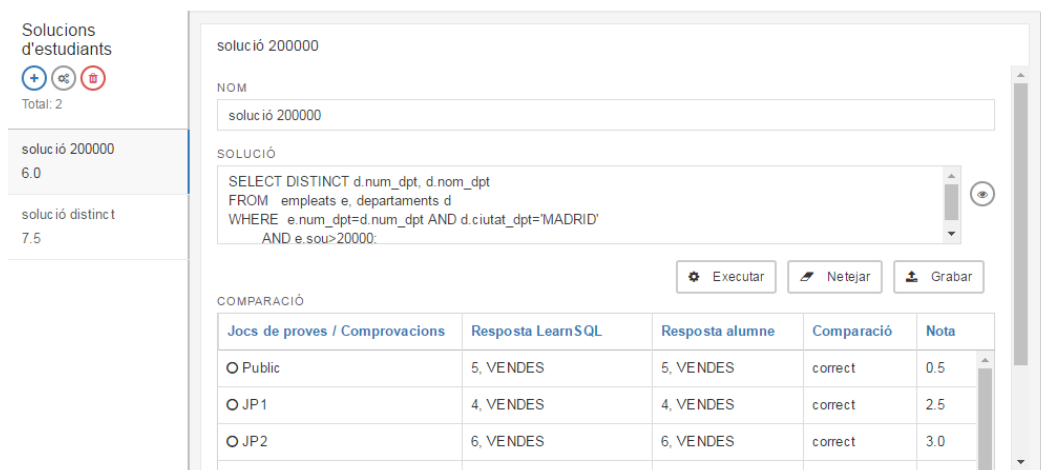 Solucions
d'estudiants
Total: 2
solució 200000
6.0
solució distinct
7.5
solució 200000
NOM
solució 200000
SOLUCIÓ
SELECT DISTINCT d.num_dpt, d.nom_dpt
FROM empleats e, departaments d
WHERE e.num_dpt=d.num_dpt AND d.ciutat_dpt='MADRID'
AND e.sou>20000;
Executar Netejar Grabar
COMPARACIÓ
Jocs de proves / Comprovacions Resposta LearnSQL Resposta alumne Comparació Nota
Public 5, VENDES 5, VENDES correct 0.5
JP1 4, VENDES 4, VENDES correct 2.5
JP2 6, VENDES 6, VENDES correct 3.0